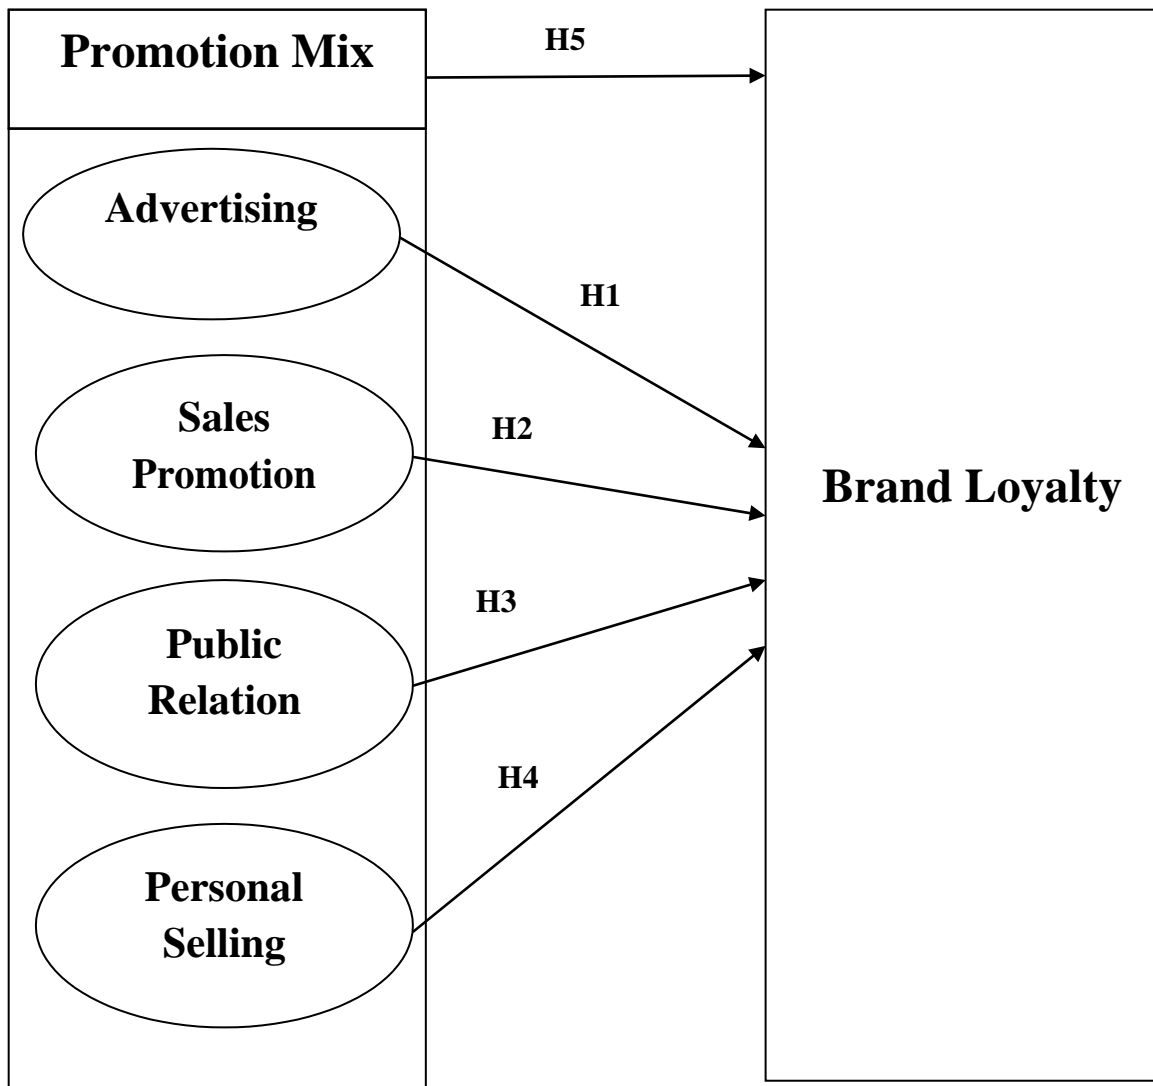 Promotion Mix
H5
Advertising
H1
Sales
Promotion
H2
Public
Relation
H3
Personal
Selling
H4
Brand Loyalty